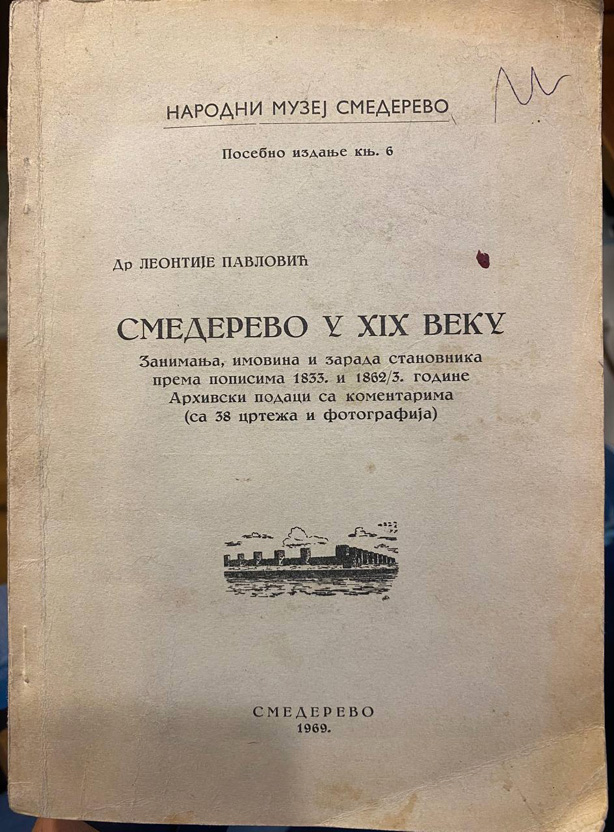 НАРОДНИ МУЗЕЈ СМЕДЕРЕВО
Посебно издање књ. 6
Др ЛЕОНТИЈЕ ПАВЛОВИЋ
СМЕДЕРЕВО У XIX ВЕКУ
Занимања, имовина и зарада становника
према пописима 1833. и 1862/3. године
Архивски подаци са коментарима
(са 38 цртежа и фотографија)
СМЕДЕРЕВО
1969.